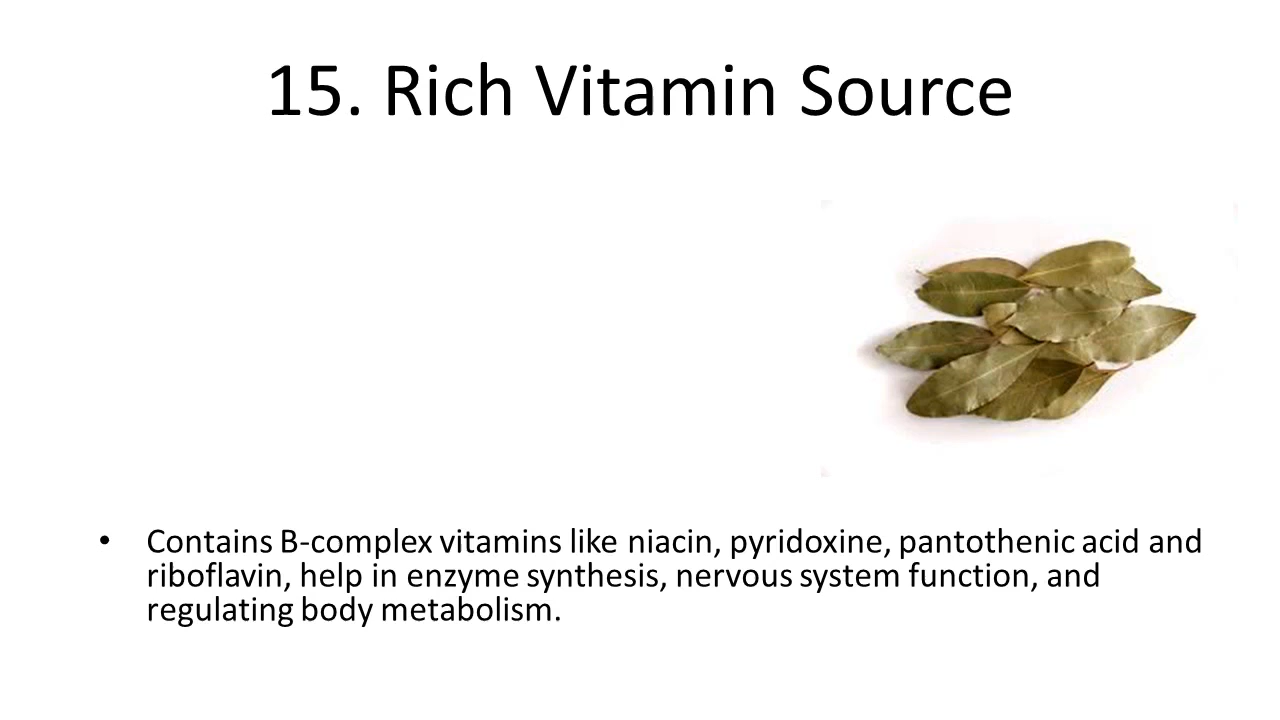 15. Rich Vitamin Source
• Contains B-complex vitamins like niacin, pyridoxine, pantothenic acid and
riboflavin, help in enzyme synthesis, nervous system function, and
regulating body metabolism.